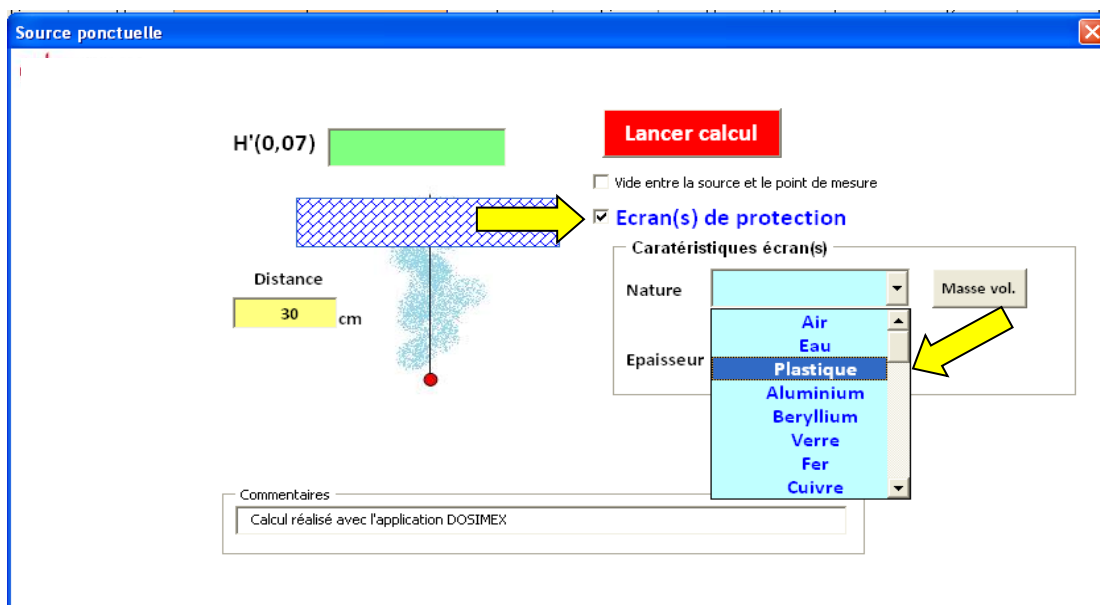 Source ponctuelle
H'(0,07)
Lancer calcul
Vide entre la source et le point de mesure
Ecran(s) de protection
Caratéristiques écran(s)
Distance
30 cm
Nature
Masse vol.
Epaisseur
Air
Eau
Plastique
Aluminium
Beryllium
Verre
Fer
Cuivre
Commentaires
Calcul réalisé avec l'application DOSIMEX